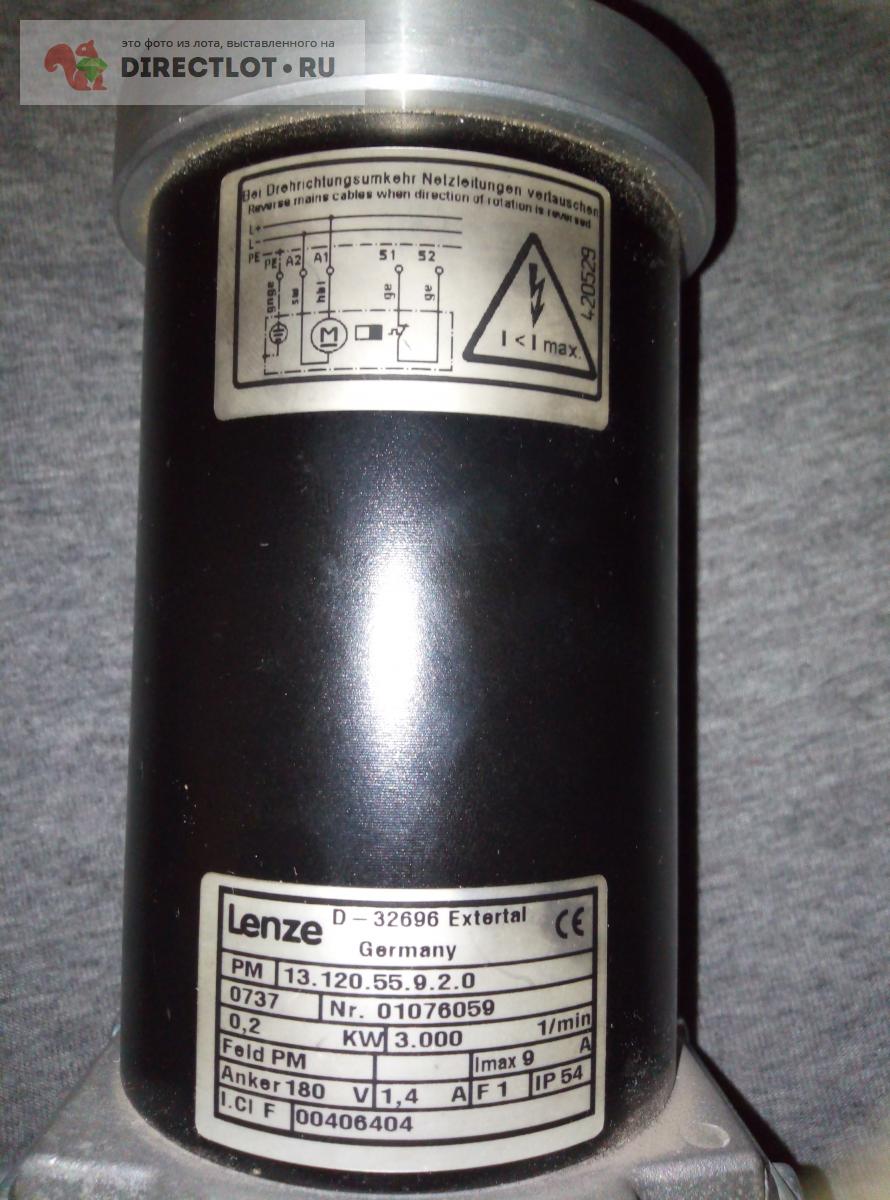 это фото из лота, выставленного на
DIRECTLOT.RU
Bei Drehrichtungsumkehr Netzleitungen vertauschen
Reverse mains cables when direction of rotation is reversed
L+
L-
PE
PE A2 A1 S1 S2
gnge sw hbl ge ge
M
I < I max.
420529
Lenze D-32696 Extertal CE
Germany
PM 13.120.55.9.2.0
0737 Nr. 01076059
0,2 KW 3.000 1/min
Feld PM Imax 9 A
Anker 180 V 1,4 A F 1 IP 54
I.Cl F 00406404